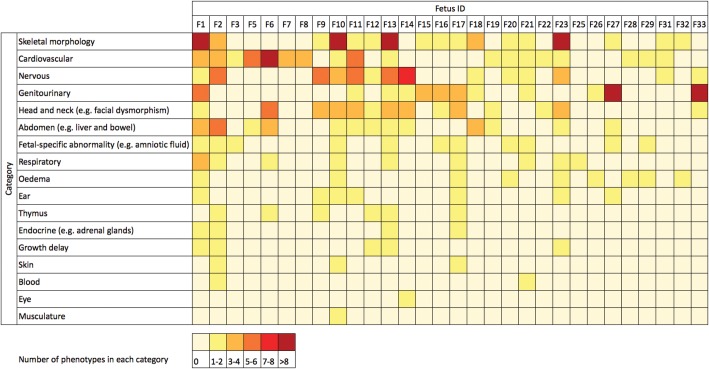 Fetus ID
F1 F2 F3 F5 F6 F7 F8 F9 F10 F11 F12 F13 F14 F15 F16 F17 F18 F19 F20 F21 F22 F23 F25 F26 F27 F28 F29 F31 F32 F33
Category
Skeletal morphology
Cardiovascular
Nervous
Genitourinary
Head and neck (e.g. facial dysmorphism)
Abdomen (e.g. liver and bowel)
Fetal-specific abnormality (e.g. amniotic fluid)
Respiratory
Oedema
Ear
Thymus
Endocrine (e.g. adrenal glands)
Growth delay
Skin
Blood
Eye
Musculature
Number of phenotypes in each category
0 1-2 3-4 5-6 7-8 >8